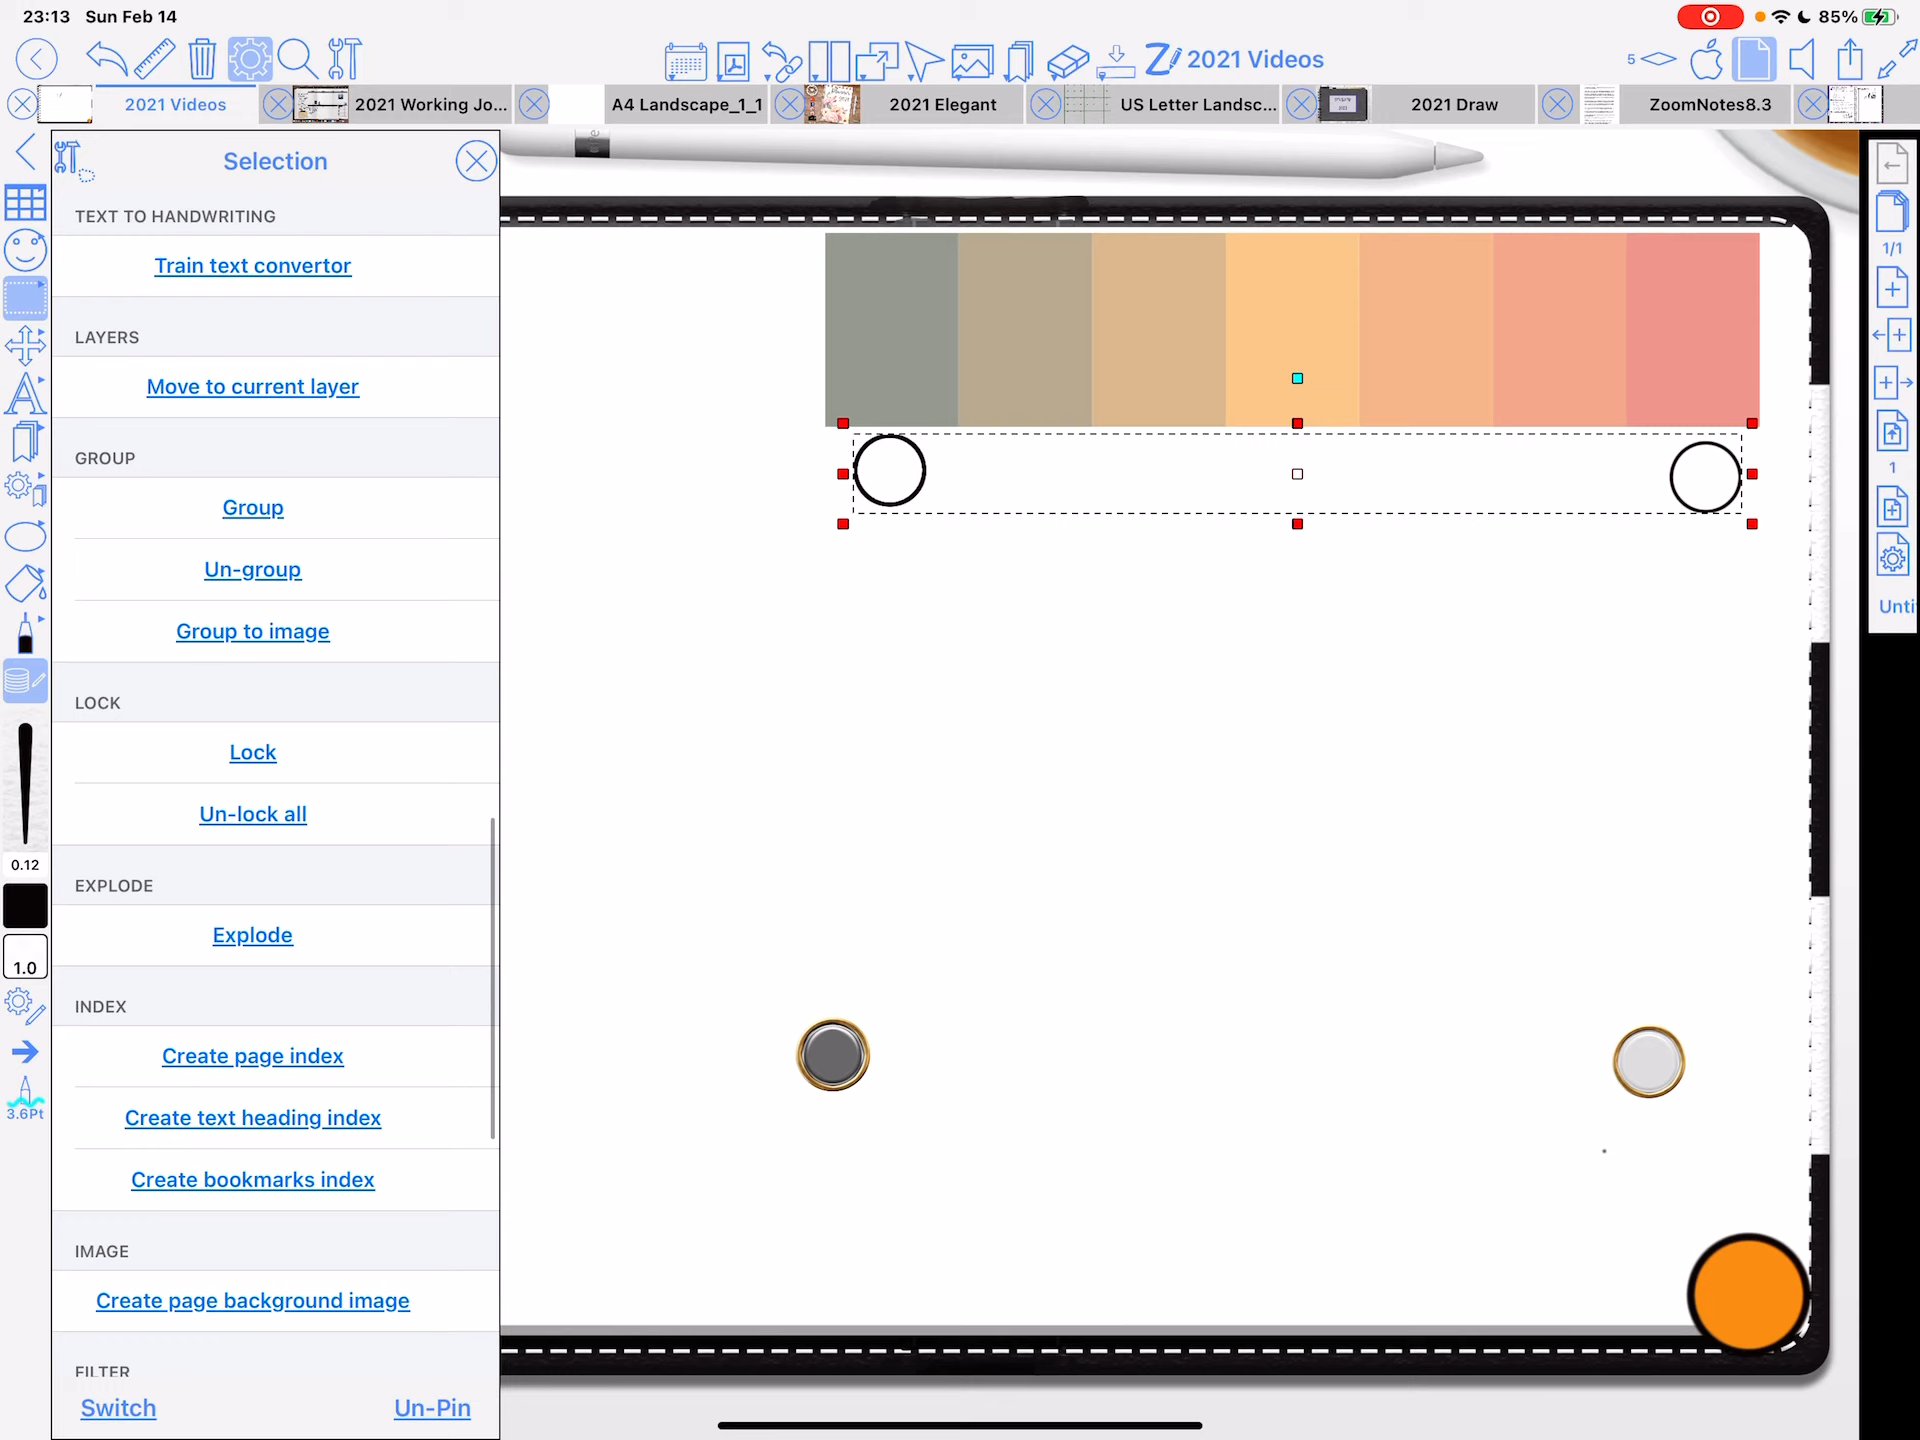 23:13 Sun Feb 14
85%
2021 Videos
5
2021 Videos
2021 Working Jo...
A4 Landscape_1_1
2021 Elegant
US Letter Landsc...
2021 Draw
ZoomNotes8.3
Selection
TEXT TO HANDWRITING
Train text convertor
LAYERS
Move to current layer
GROUP
Group
Un-group
Group to image
LOCK
Lock
Un-lock all
EXPLODE
Explode
INDEX
Create page index
Create text heading index
Create bookmarks index
IMAGE
Create page background image
FILTER
Switch
Un-Pin
0.12
1.0
3.6Pt
1/1
1
Unti